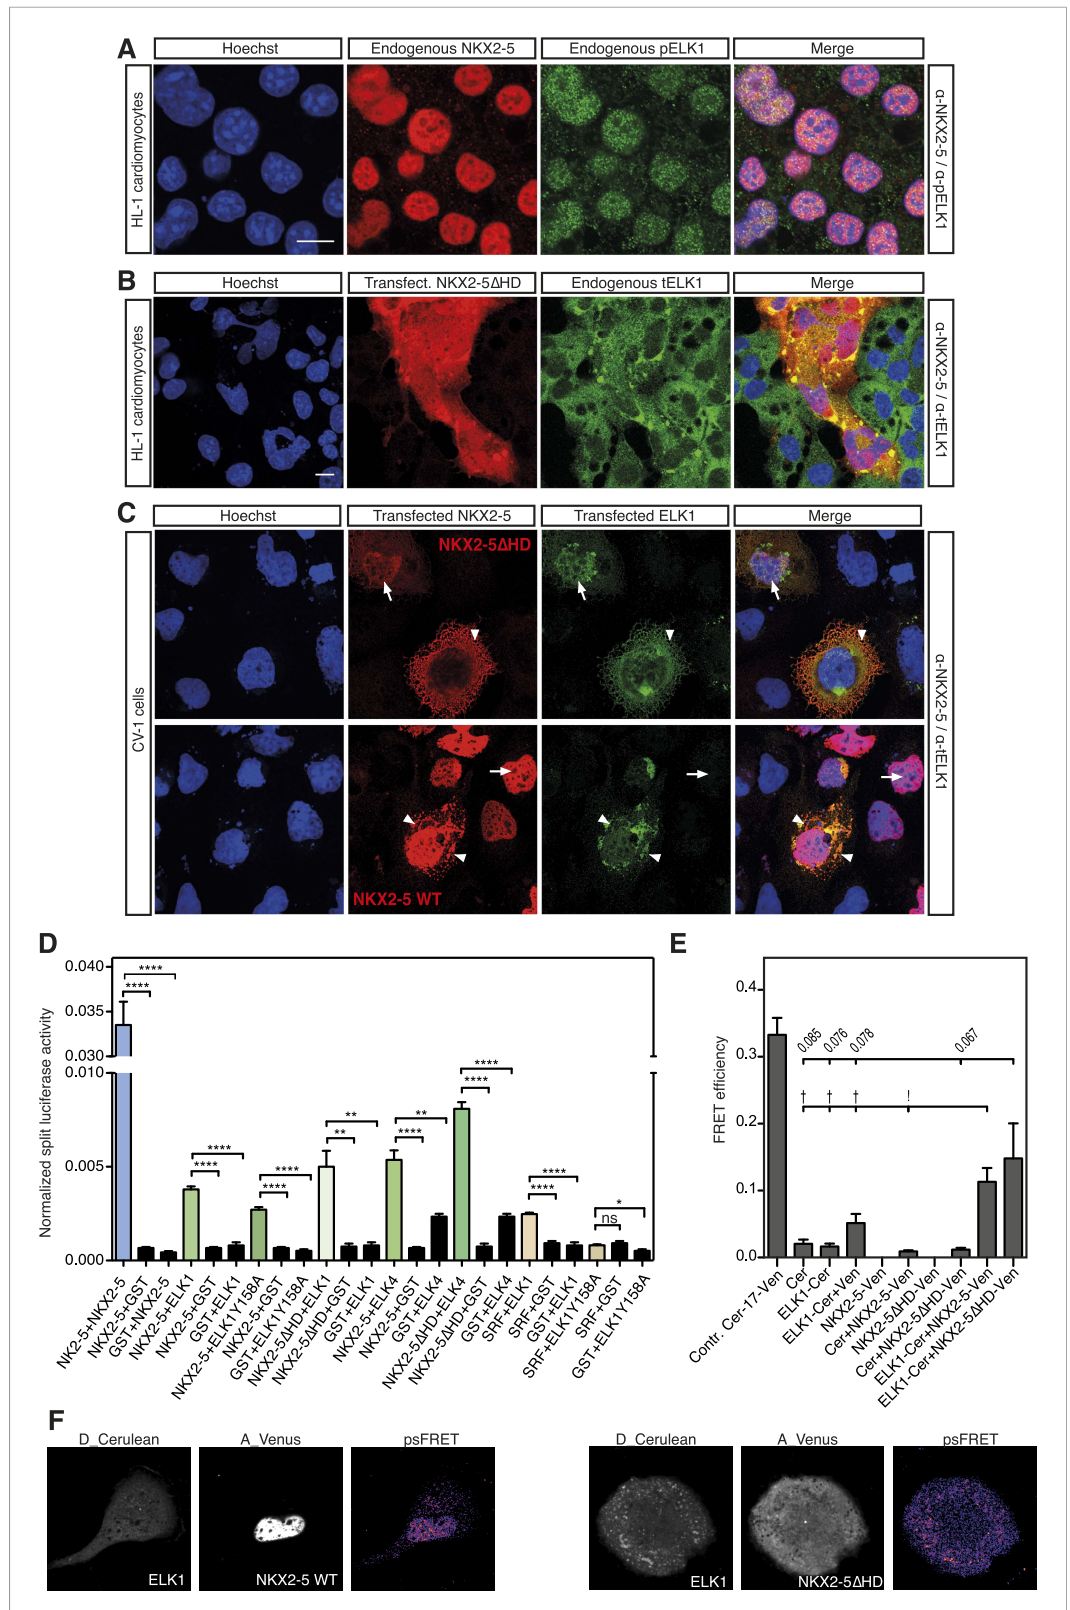 A
Hoechst
Endogenous NKX2-5
Endogenous pELK1
Merge
HL-1 cardiomyocytes
α-NKX2-5 / α-pELK1
B
Hoechst
Transfect. NKX2-5ΔHD
Endogenous tELK1
Merge
HL-1 cardiomyocytes
α-NKX2-5 / α-tELK1
C
Hoechst
Transfected NKX2-5
Transfected ELK1
Merge
CV-1 cells
NKX2-5ΔHD
NKX2-5 WT
α-NKX2-5 / α-tELK1
D
Normalized split luciferase activity
0.040
0.035
0.030
0.010
0.005
0.000
****
****
****
****
****
****
**
**
**
****
****
****
****
****
*
ns
NK2-5+NKX2-5
NKX2-5+GST
GST+NKX2-5
NKX2-5+ELK1
NKX2-5+GST
GST+ELK1
NKX2-5+ELK1Y158A
NKX2-5+GST
GST+ELK1Y158A
NKX2-5ΔHD+ELK1
NKX2-5ΔHD+GST
GST+ELK1
NKX2-5+ELK4
NKX2-5+GST
GST+ELK4
NKX2-5ΔHD+ELK4
NKX2-5ΔHD+GST
GST+ELK4
SRF+ELK1
SRF+GST
GST+ELK1
SRF+ELK1Y158A
SRF+GST
GST+ELK1Y158A
E
FRET efficiency
0.4
0.3
0.2
0.1
0.0
0.085
0.076
0.078
0.067
†
†
†
!
Contr. Cer-17-Ven
Cer
ELK1-Cer
ELK1-Cer+Ven
NKX2-5-Ven
Cer+NKX2-5-Ven
NKX2-5ΔHD-Ven
Cer+NKX2-5ΔHD-Ven
ELK1-Cer+NKX2-5-Ven
ELK1-Cer+NKX2-5ΔHD-Ven
F
D_Cerulean
A_Venus
psFRET
D_Cerulean
A_Venus
psFRET
ELK1
NKX2-5 WT
ELK1
NKX2-5ΔHD